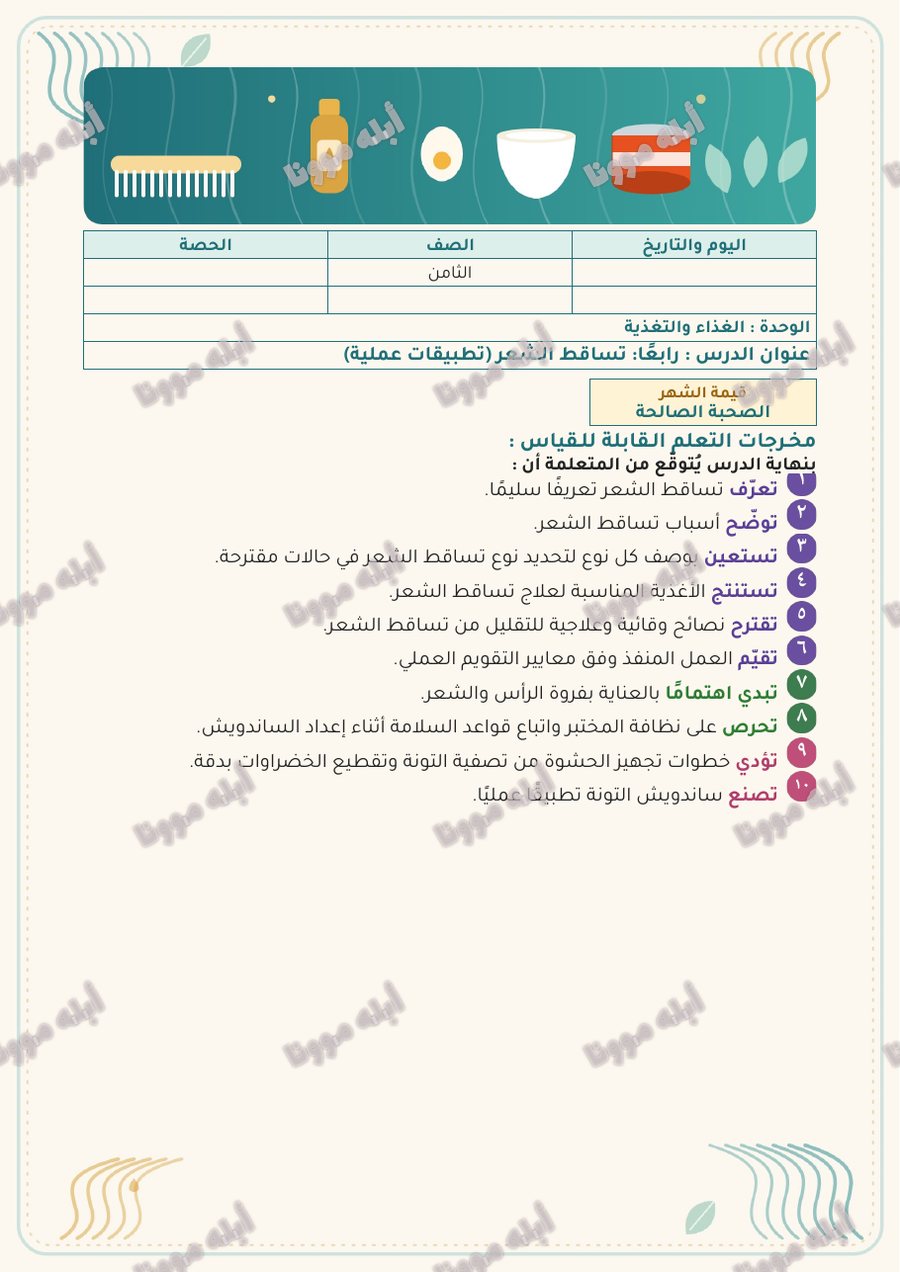 اليوم والتاريخ الصف الحصة
الثامن
الوحدة : الغذاء والتغذية
عنوان الدرس : رابعًا: تساقط الشعر (تطبيقات عملية)
قيمة الشهر
الصحبة الصالحة
مخرجات التعلم القابلة للقياس :
بنهاية الدرس يُتوقّع من المتعلمة أن :
١ تعرّف تساقط الشعر تعريفًا سليمًا.
٢ توضّح أسباب تساقط الشعر.
٣ تستعين بوصف كل نوع لتحديد نوع تساقط الشعر في حالات مقترحة.
٤ تستنتج الأغذية المناسبة لعلاج تساقط الشعر.
٥ تقترح نصائح وقائية وعلاجية للتقليل من تساقط الشعر.
٦ تقيّم العمل المنفذ وفق معايير التقويم العملي.
٧ تبدي اهتمامًا بالعناية بفروة الرأس والشعر.
٨ تحرص على نظافة المختبر واتباع قواعد السلامة أثناء إعداد الساندويش.
٩ تؤدي خطوات تجهيز الحشوة من تصفية التونة وتقطيع الخضراوات بدقة.
١٠ تصنع ساندويش التونة تطبيقًا عمليًا.
أبله موونا